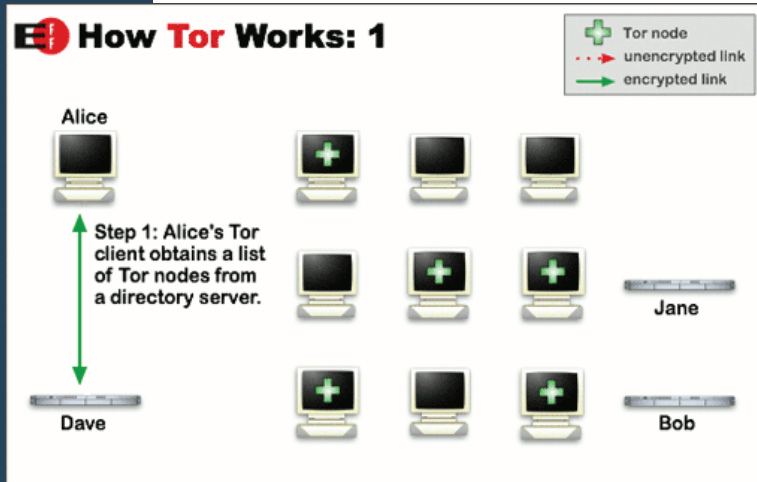 EFF How Tor Works: 1
Tor node
unencrypted link
encrypted link
Alice
Step 1: Alice's Tor
client obtains a list
of Tor nodes from
a directory server.
Jane
Dave
Bob